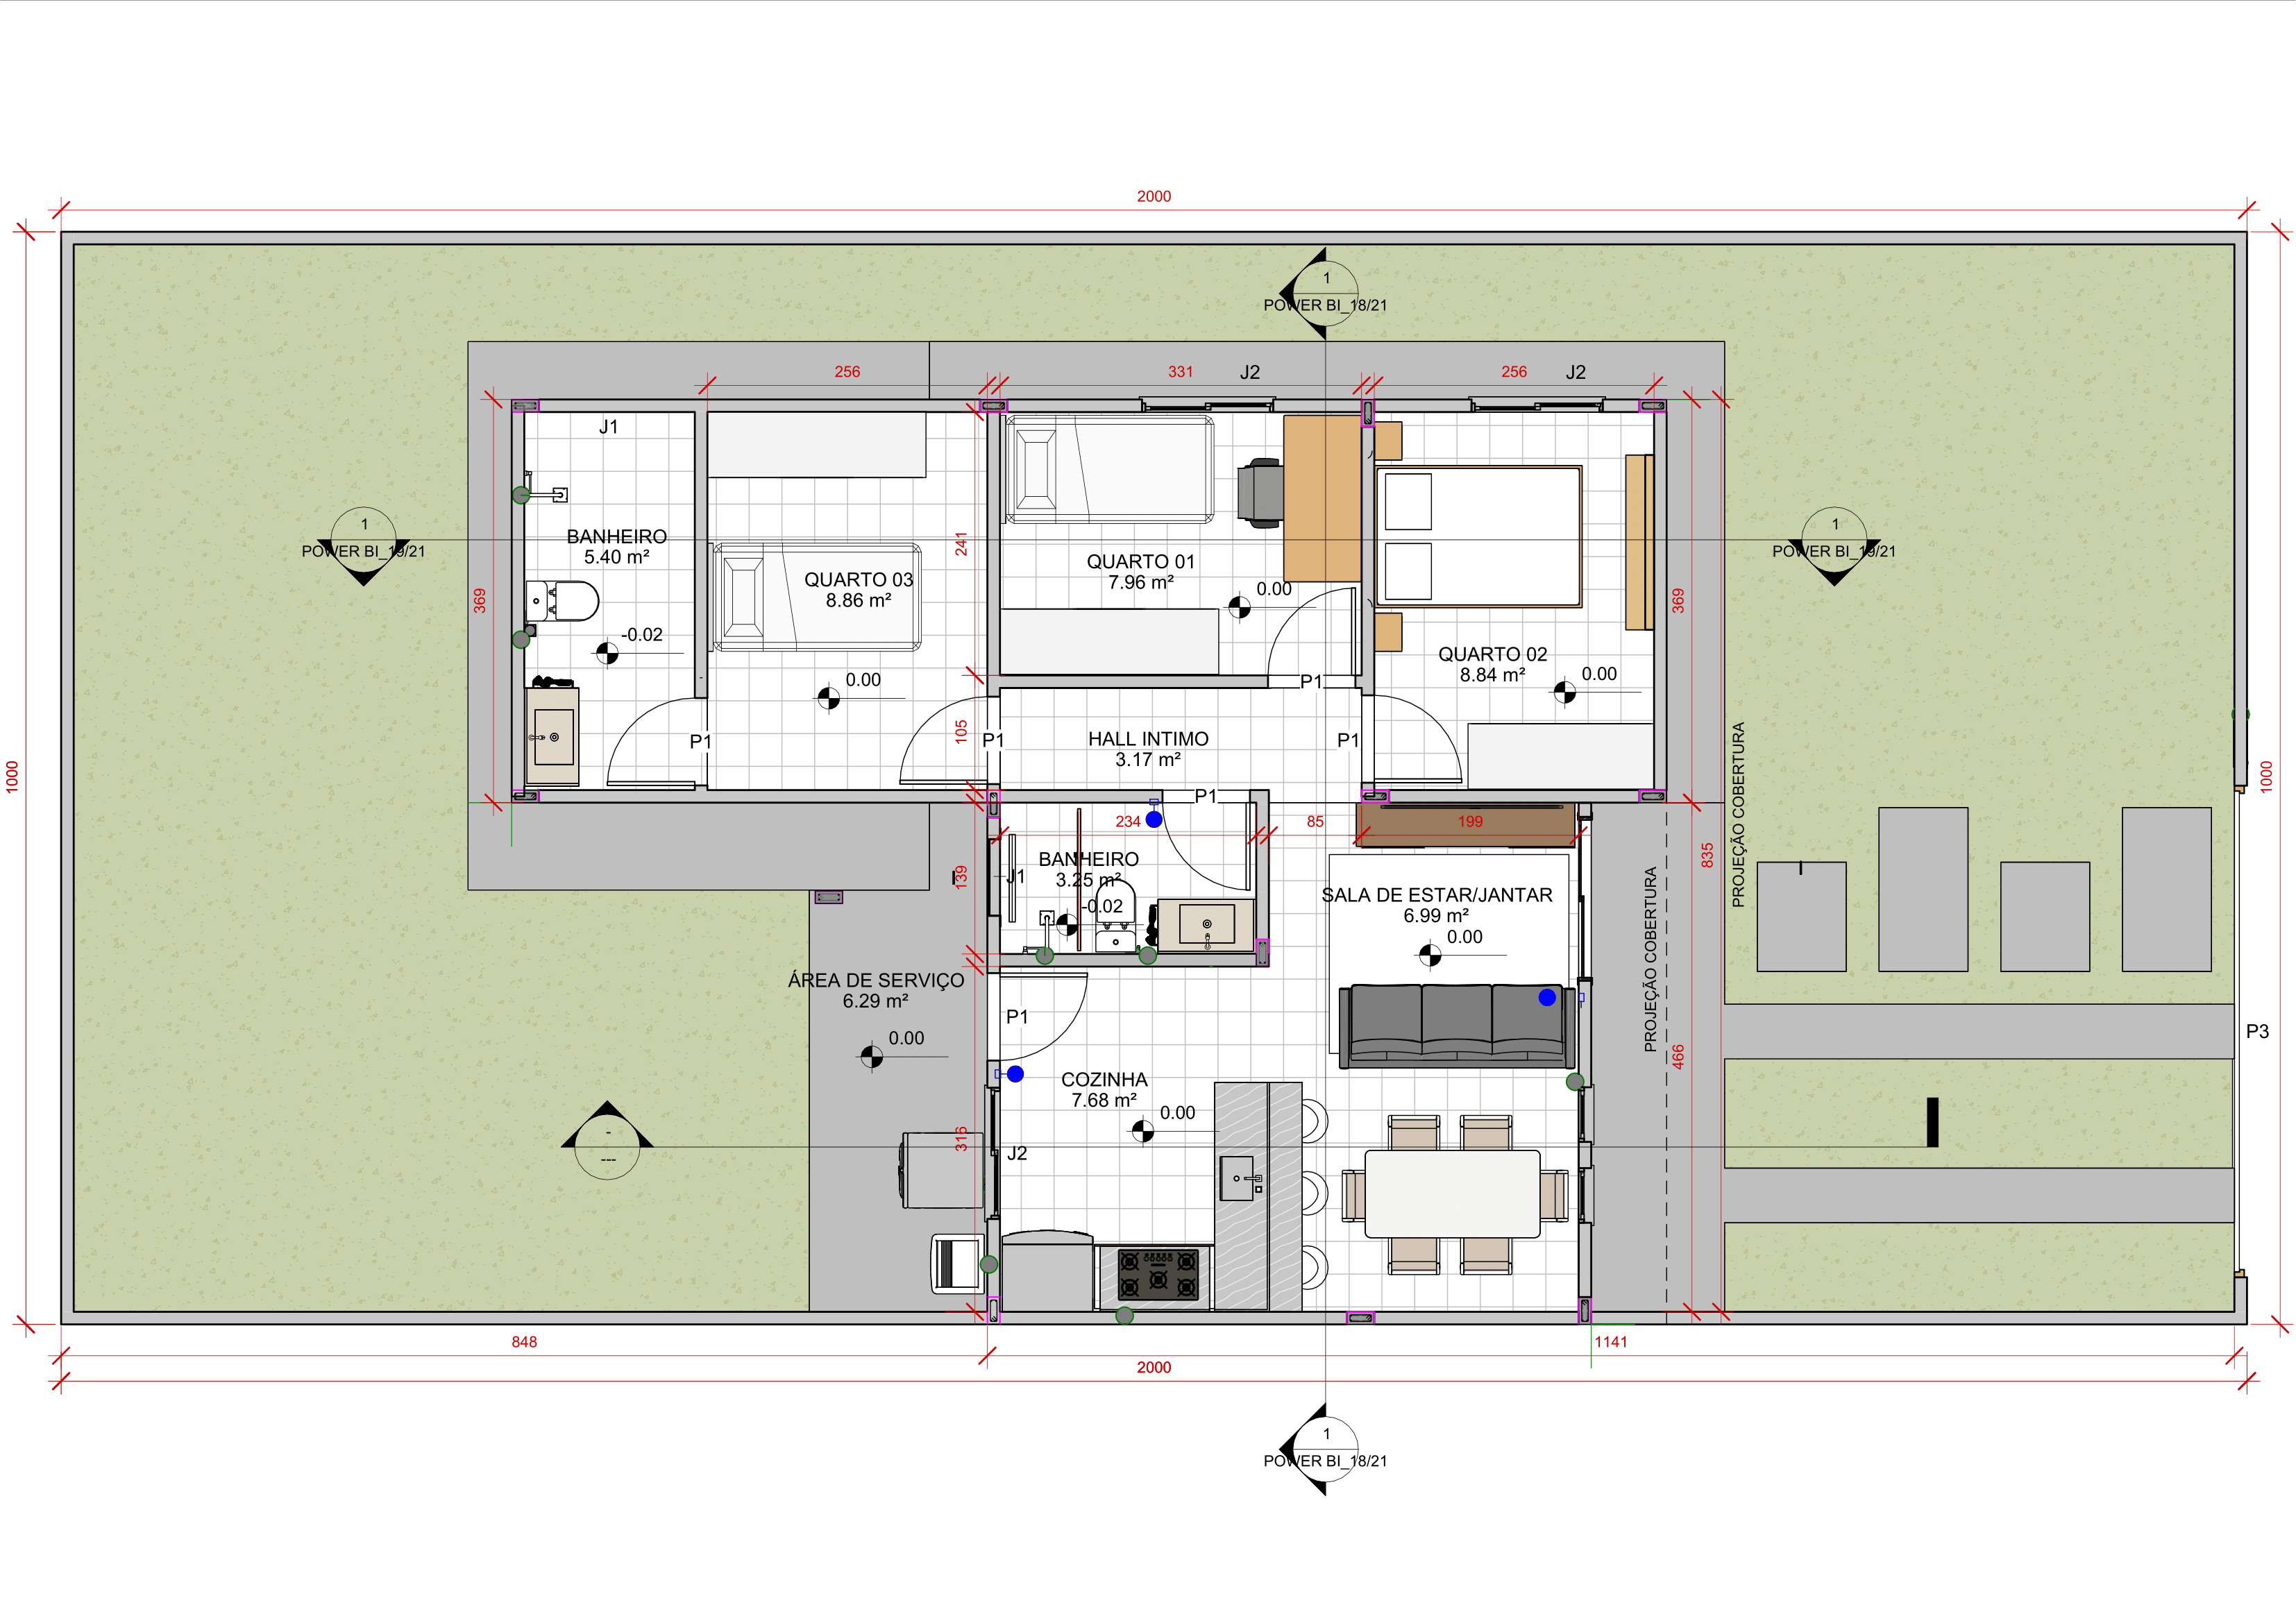 2000
1
POWER BI_18/21
256
331
J2
256
J2
J1
1
POWER BI_19/21
1
POWER BI_19/21
BANHEIRO
5.40 m²
241
QUARTO 01
7.96 m²
QUARTO 03
8.86 m²
0.00
369
369
-0.02
QUARTO 02
8.84 m²
0.00
0.00
P1
P1
P1
105
HALL INTIMO
3.17 m²
P1
1000
1000
P1
PROJEÇÃO COBERTURA
234
85
199
835
BANHEIRO
3.25 m²
139
J1
-0.02
SALA DE ESTAR/JANTAR
6.99 m²
0.00
PROJEÇÃO COBERTURA
ÁREA DE SERVIÇO
6.29 m²
0.00
P1
P3
466
COZINHA
7.68 m²
0.00
316
J2
-
---
848
1141
2000
1
POWER BI_18/21